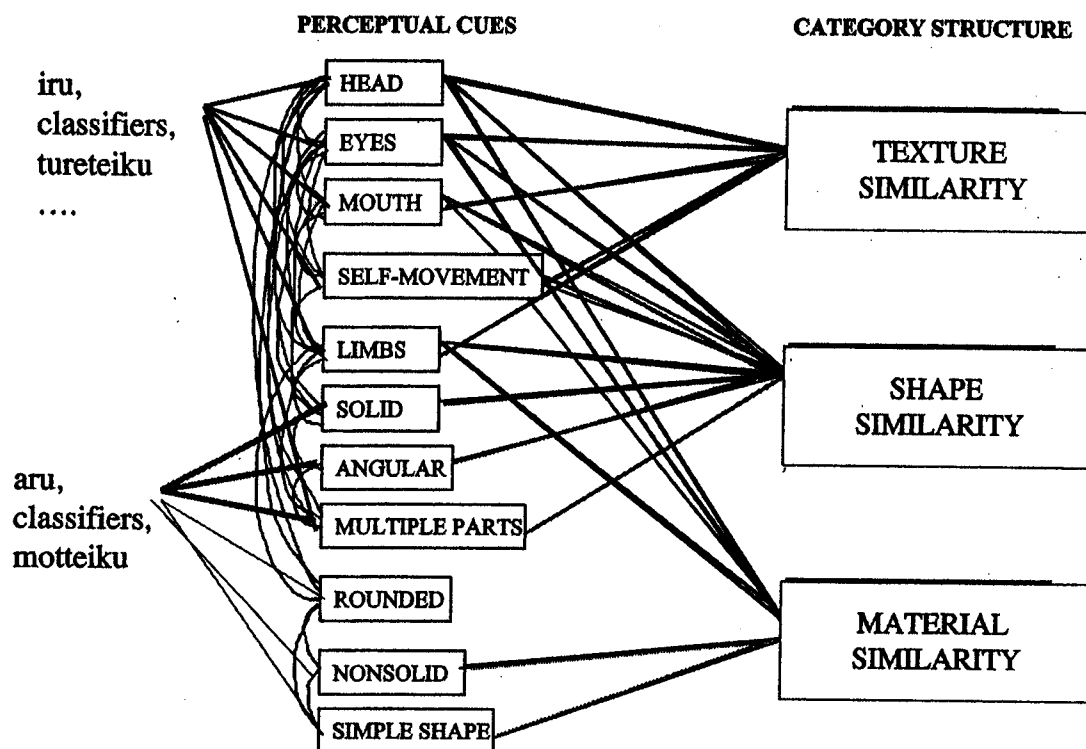 PERCEPTUAL CUES
CATEGORY STRUCTURE
iru,
classifiers,
tureteiku
....
HEAD
EYES
MOUTH
SELF-MOVEMENT
LIMBS
SOLID
ANGULAR
MULTIPLE PARTS
ROUNDED
NONSOLID
SIMPLE SHAPE
aru,
classifiers,
motteiku
TEXTURE
SIMILARITY
SHAPE
SIMILARITY
MATERIAL
SIMILARITY